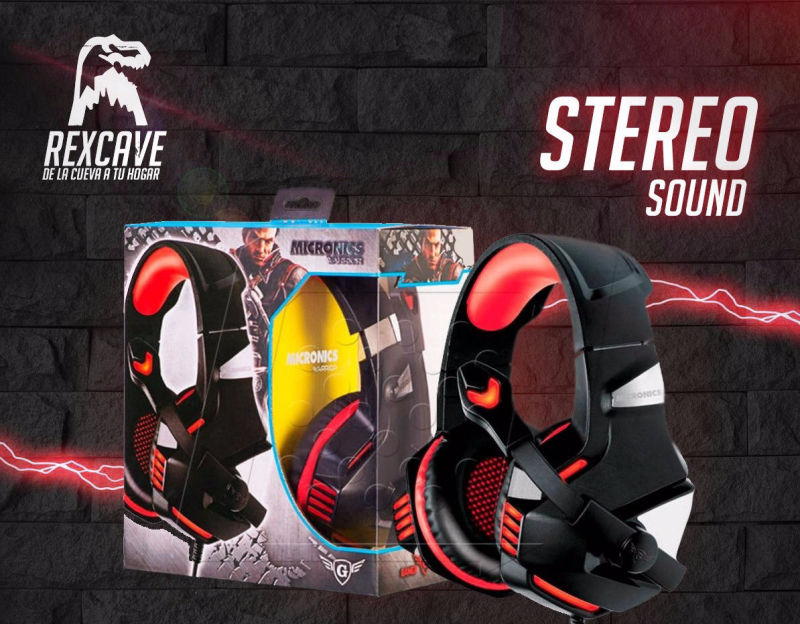 REXCAVE
DE LA CUEVA A TU HOGAR
STEREO
SOUND
MICRONICS
MICRONICS
MICRONICS
G